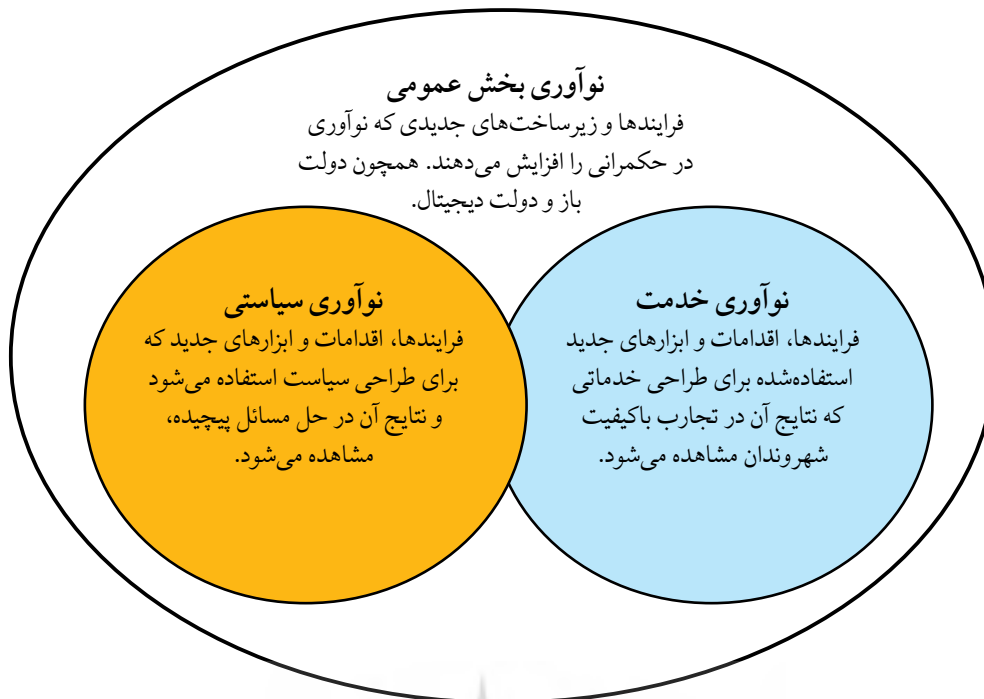 نوآوری بخش عمومی
فرایندها و زیرساخت‌های جدیدی که نوآوری
در حکمرانی را افزایش می‌دهند. همچون دولت
باز و دولت دیجیتال.
نوآوری خدمت
فرایندها، اقدامات و ابزارهای جدید
استفاده‌شده برای طراحی خدماتی
که نتایج آن در تجارب باکیفیت
شهروندان مشاهده می‌شود.
نوآوری سیاستی
فرایندها، اقدامات و ابزارهای جدید که
برای طراحی سیاست استفاده می‌شود
و نتایج آن در حل مسائل پیچیده،
مشاهده می‌شود.